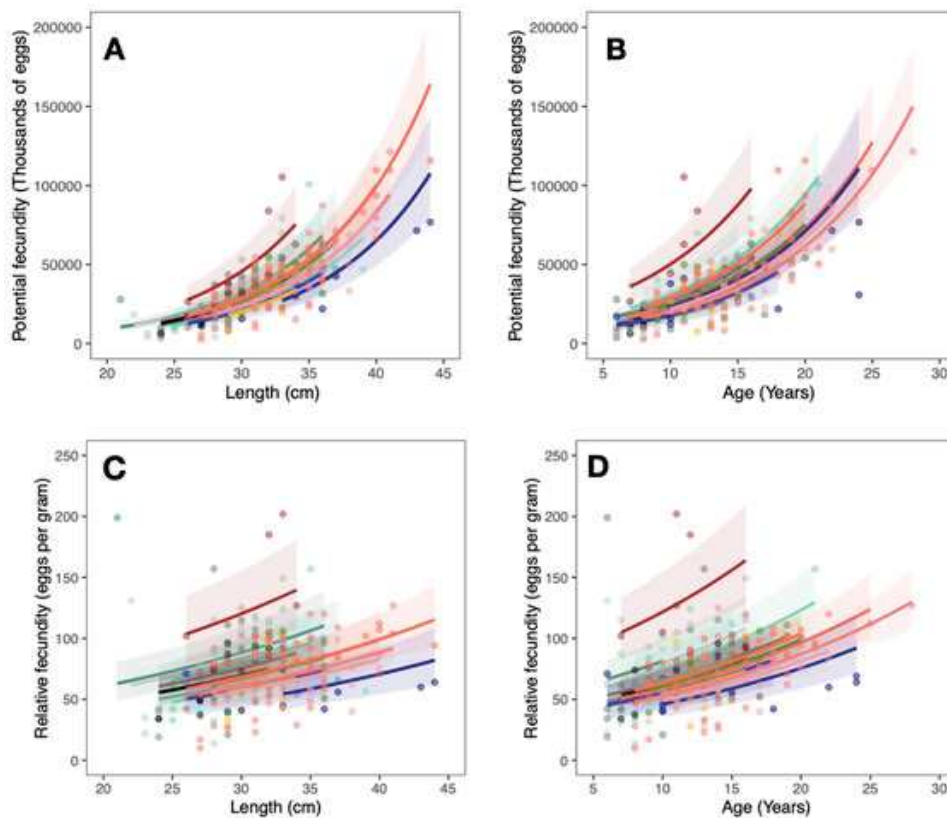 A
Potential fecundity (Thousands of eggs)
200000
150000
100000
50000
0
20 25 30 35 40 45
Length (cm)
B
Potential fecundity (Thousands of eggs)
200000
150000
100000
50000
0
5 10 15 20 25 30
Age (Years)
C
Relative fecundity (eggs per gram)
250
200
150
100
50
0
20 25 30 35 40 45
Length (cm)
D
Relative fecundity (eggs per gram)
250
200
150
100
50
0
5 10 15 20 25 30
Age (Years)